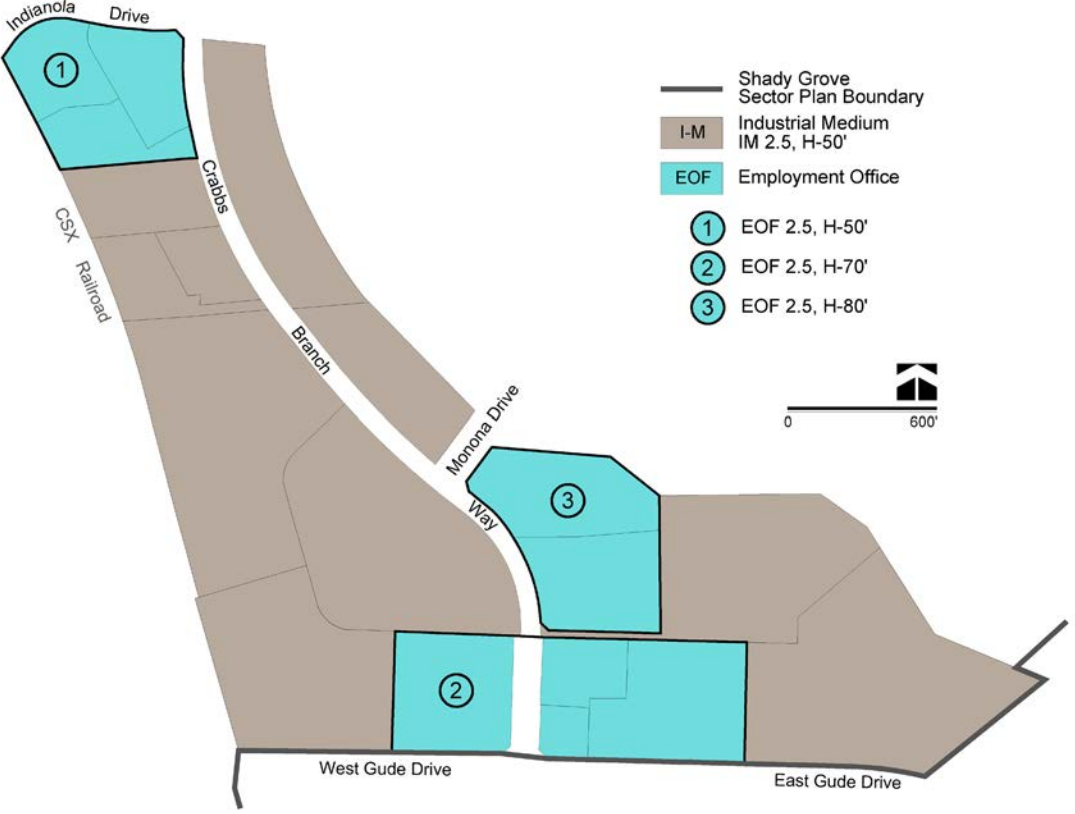 Indianola Drive
1
Crabbs
CSX
Railroad
Branch
Monona Drive
Way
3
2
West Gude Drive
East Gude Drive
Shady Grove
Sector Plan Boundary
I-M
Industrial Medium
IM 2.5, H-50'
EOF
Employment Office
1
EOF 2.5, H-50'
2
EOF 2.5, H-70'
3
EOF 2.5, H-80'
0
600'